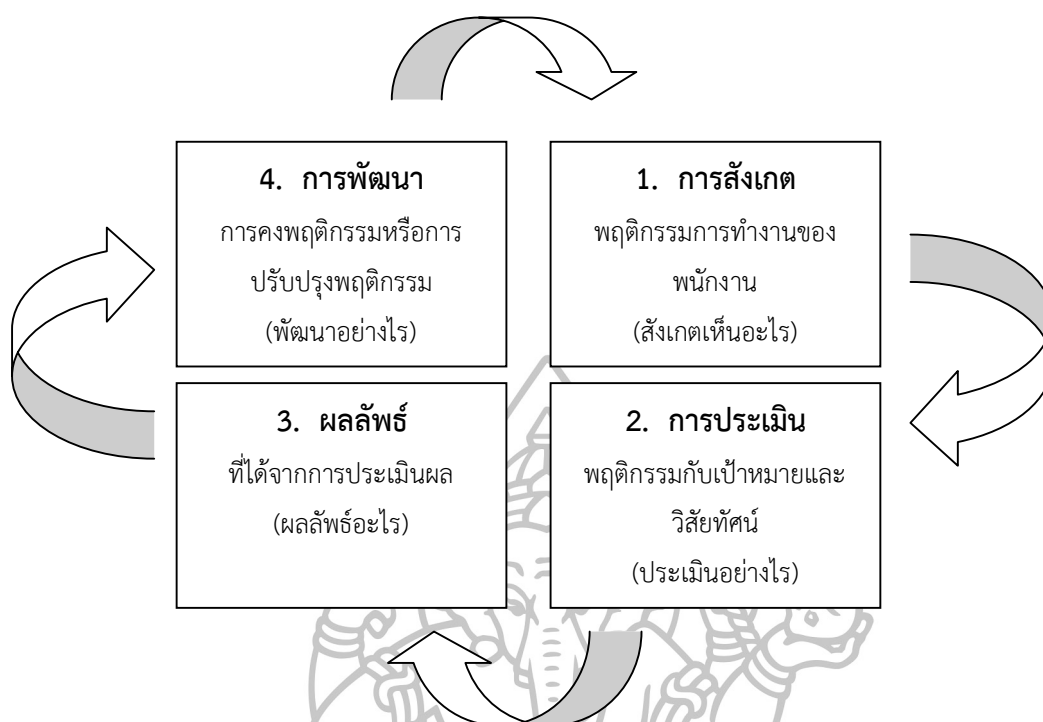 4. การพัฒนา
การคงพฤติกรรมหรือการ
ปรับปรุงพฤติกรรม
(พัฒนาอย่างไร)
1. การสังเกต
พฤติกรรมการทำงานของ
พนักงาน
(สังเกตเห็นอะไร)
3. ผลลัพธ์
ที่ได้จากการประเมินผล
(ผลลัพธ์อะไร)
2. การประเมิน
พฤติกรรมกับเป้าหมายและ
วิสัยทัศน์
(ประเมินอย่างไร)